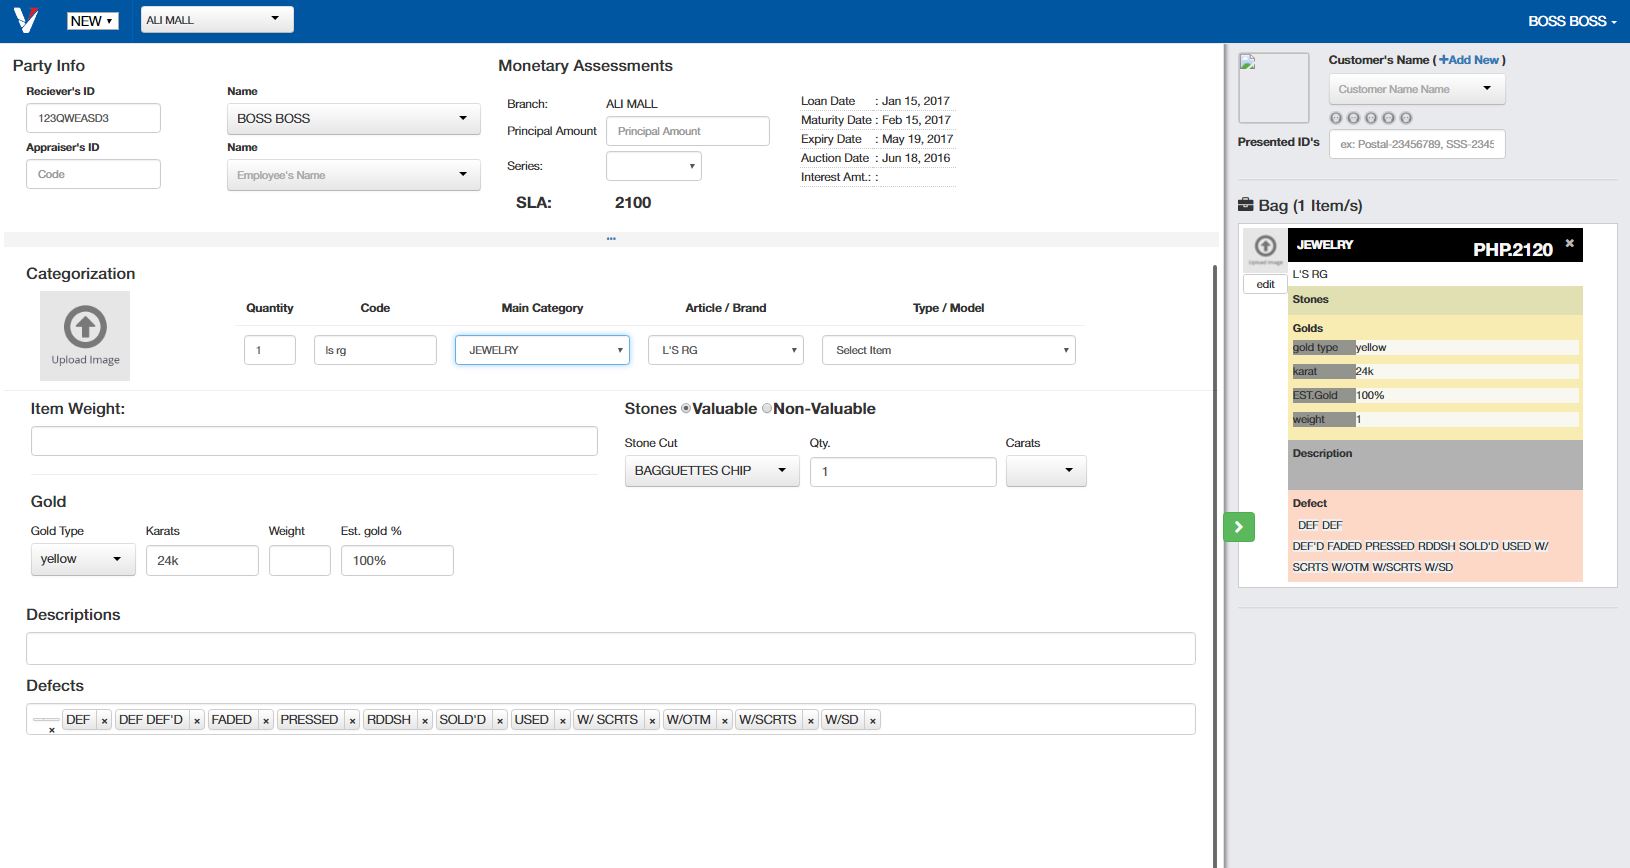 NEW
ALI MALL
BOSS BOSS
Party Info
Reciever's ID
Name
123QWEASD3
BOSS BOSS
Appraiser's ID
Name
Code
Employee's Name
Monetary Assessments
Branch: ALI MALL
Principal Amount
Principal Amount
Series:
SLA: 2100
Loan Date : Jan 15, 2017
Maturity Date : Feb 15, 2017
Expiry Date : May 19, 2017
Auction Date : Jun 18, 2016
Interest Amt.: :
...
Categorization
Upload Image
Quantity Code Main Category Article / Brand Type / Model
1 ls rg JEWELRY L'S RG Select Item
Item Weight:
Stones Valuable Non-Valuable
Stone Cut Qty. Carats
BAGGUETTES CHIP 1
Gold
Gold Type Karats Weight Est. gold %
yellow 24k 100%
Descriptions
Defects
× DEF × DEF DEF'D × FADED × PRESSED × RDDSH × SOLD'D × USED × W/ SCRTS × W/OTM × W/SCRTS × W/SD ×
Customer's Name ( +Add New )
Customer Name Name
Presented ID's
ex: Postal-23456789, SSS-2345
Bag (1 Item/s)
Upload Image
edit
JEWELRY PHP.2120 ×
L'S RG
Stones
Golds
gold type yellow
karat 24k
EST.Gold 100%
weight 1
Description
Defect
DEF DEF
DEF'D FADED PRESSED RDDSH SOLD'D USED W/
SCRTS W/OTM W/SCRTS W/SD